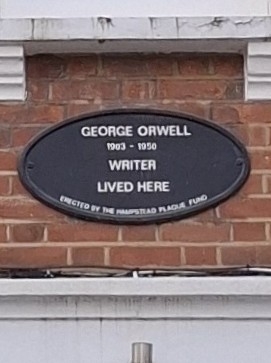 GEORGE ORWELL
1903 - 1950
WRITER
LIVED HERE
ERECTED BY THE HAMPSTEAD PLAQUE FUND